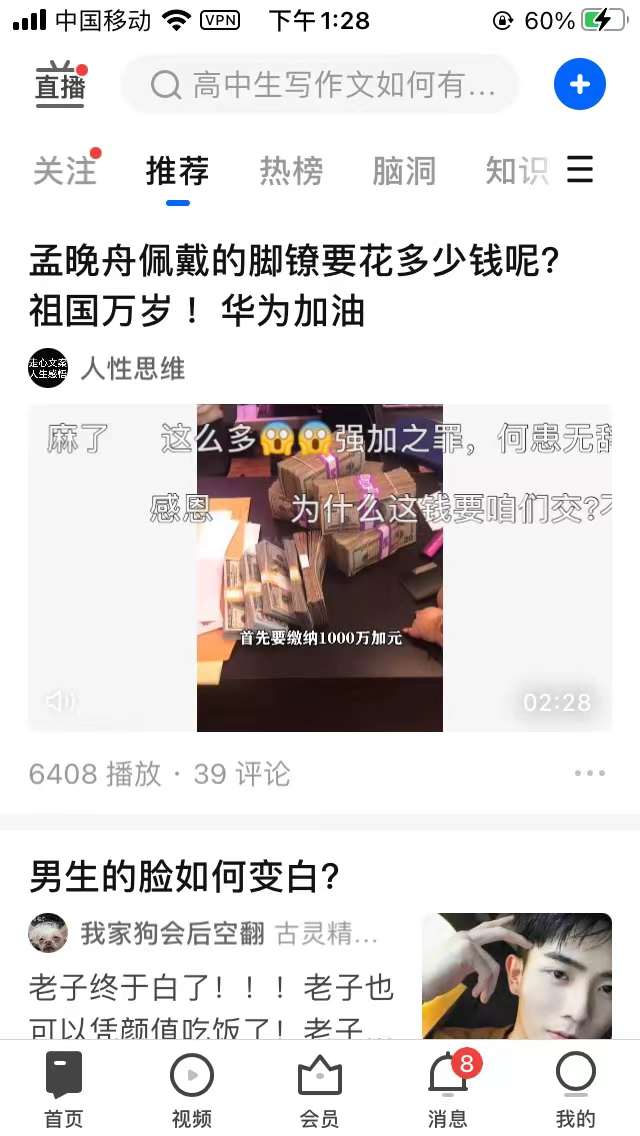 中国移动 VPN 下午1:28 60%
直播 高中生写作文如何有...
关注 推荐 热榜 脑洞 知识
孟晚舟佩戴的脚镣要花多少钱呢?
祖国万岁！华为加油
走心文案
人生感悟
人性思维
麻了 这么多😱😱强加之罪，何患无辞
感恩 为什么这钱要咱们交?不
首先要缴纳1000万加元
02:28
6408 播放 · 39 评论
男生的脸如何变白?
我家狗会后空翻 古灵精...
老子终于白了！！！老子也
可以凭颜值吃饭了！老子...
首页 视频 会员 消息 8 我的